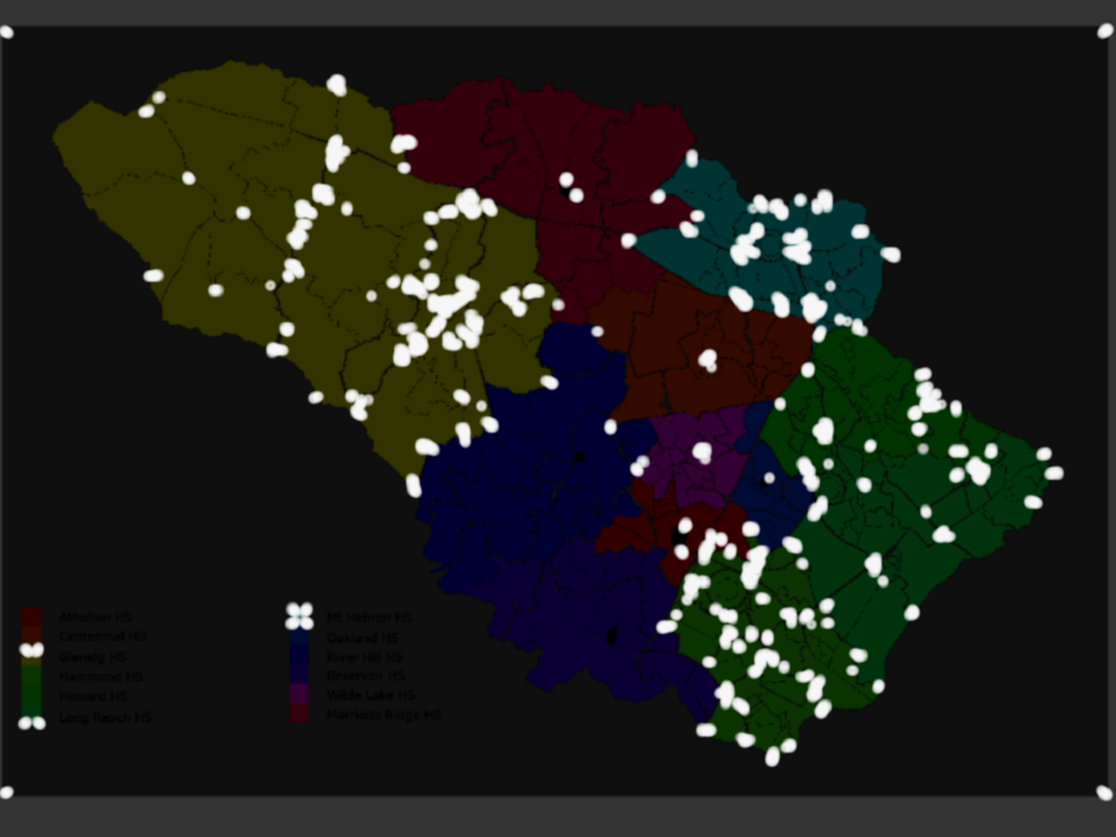 Atholton HS
Centennial HS
Glenelg HS
Hammond HS
Howard HS
Long Reach HS
Mt Hebron HS
Oakland HS
River Hill HS
Reservoir HS
Wilde Lake HS
Marriotts Ridge HS